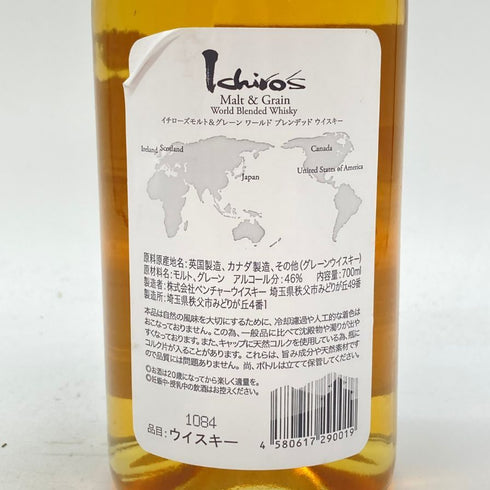 Ichiro's
Malt & Grain
World Blended Whisky
イチローズモルト&グレーン ワールド ブレンデッド ウイスキー
Ireland Scotland
Canada
Japan
United States of America
原料原産地名:英国製造、カナダ製造、その他(グレーンウイスキー)
原材料名:モルト、グレーン アルコール分:46% 内容量:700ml
製造者:株式会社ベンチャーウイスキー 埼玉県秩父市みどりが丘49番
製造所:埼玉県秩父市みどりが丘4番1
本品は自然の風味を大切にするために、冷却濾過や人工的な着色は
おこなっておりません。この為、一般品に比べて沈殿物や濁りが出や
すくなっております。また、キャップに天然コルクを使用している為、稀に
コルク片が入ることがあります。これらは、旨み成分や天然素材です
ので品質には問題ありません。尚、ボトルは立てて保管してください。
◎お酒は20歳になってから楽しく適量を。
◎妊娠中・授乳中の飲酒はお控えください。
1084
品目:ウイスキー
4 580617 290019